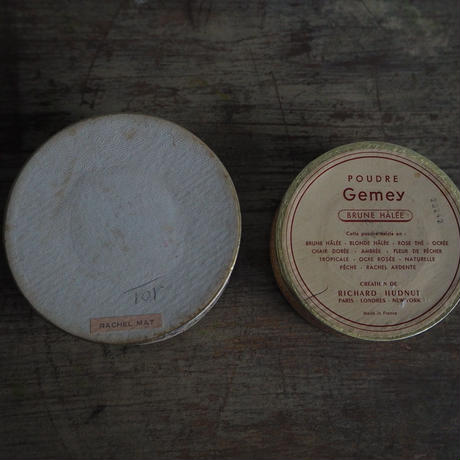 101
RACHEL MAT
POUDRE
Gemey
BRUNE HÂLÉE
Cette poudre existe en :
BRUNE HÂLÉE - BLONDE HÂLÉE - ROSE THÉ - OCRÉE
CHAIR DORÉE - AMBRÉE - FLEUR DE PÊCHER
TROPICALE - OCRE ROSÉE - NATURELLE
PÊCHE - RACHEL ARDENTE
CRÉATION DE
RICHARD HUDNUT
PARIS - LONDRES - NEW-YORK
Made in France